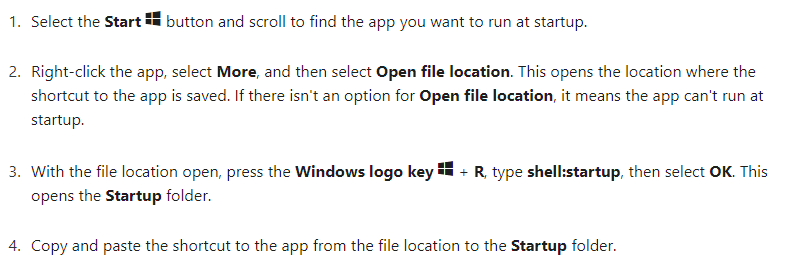 1. Select the Start button and scroll to find the app you want to run at startup.
2. Right-click the app, select More, and then select Open file location. This opens the location where the
shortcut to the app is saved. If there isn't an option for Open file location, it means the app can't run at
startup.
3. With the file location open, press the Windows logo key + R, type shell:startup, then select OK. This
opens the Startup folder.
4. Copy and paste the shortcut to the app from the file location to the Startup folder.